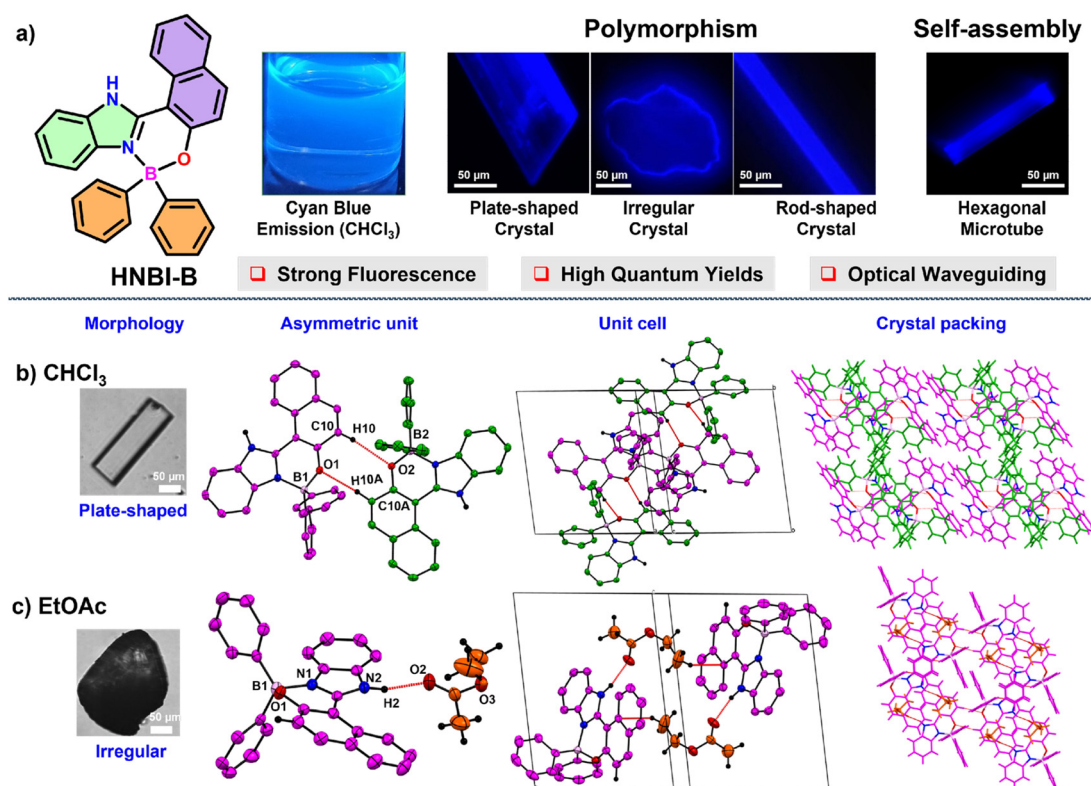 a)
Polymorphism
Self-assembly
H
N
N
O
B
HNBI-B
Cyan Blue
Emission (CHCl₃)
50 µm
Plate-shaped
Crystal
50 µm
Irregular
Crystal
50 µm
Rod-shaped
Crystal
50 µm
Hexagonal
Microtube
Strong Fluorescence
High Quantum Yields
Optical Waveguiding
Morphology
Asymmetric unit
Unit cell
Crystal packing
b) CHCl₃
50 µm
Plate-shaped
C10
H10
B2
O1
O2
B1
H10A
C10A
c) EtOAc
50 µm
Irregular
B1
O1
N1
N2
H2
O2
O3